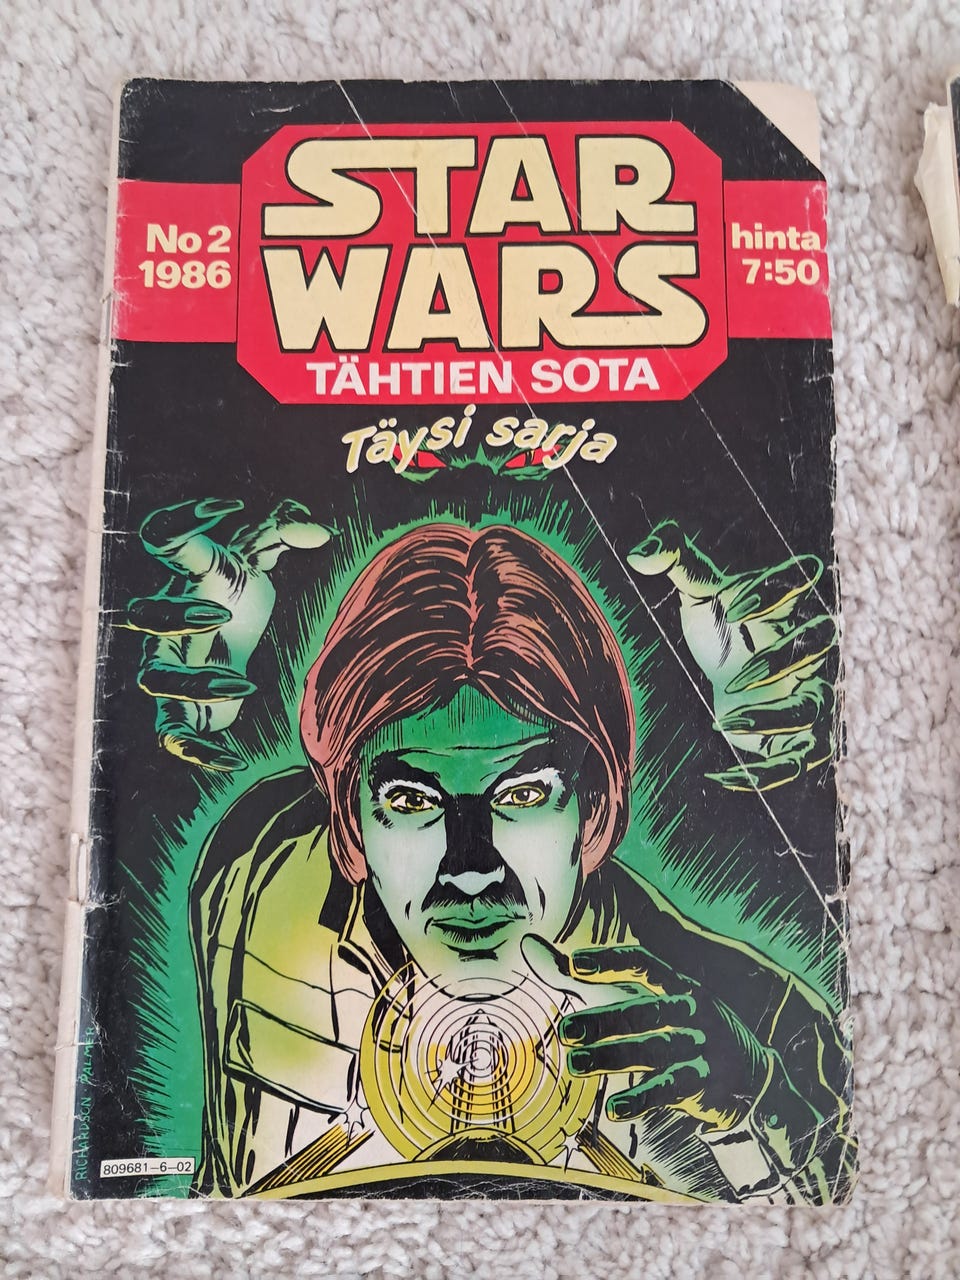 STAR
WARS
No 2
1986
hinta
7:50
TÄHTIEN SOTA
Täysi sarja
RICHARDSON PALMER
809681-6-02